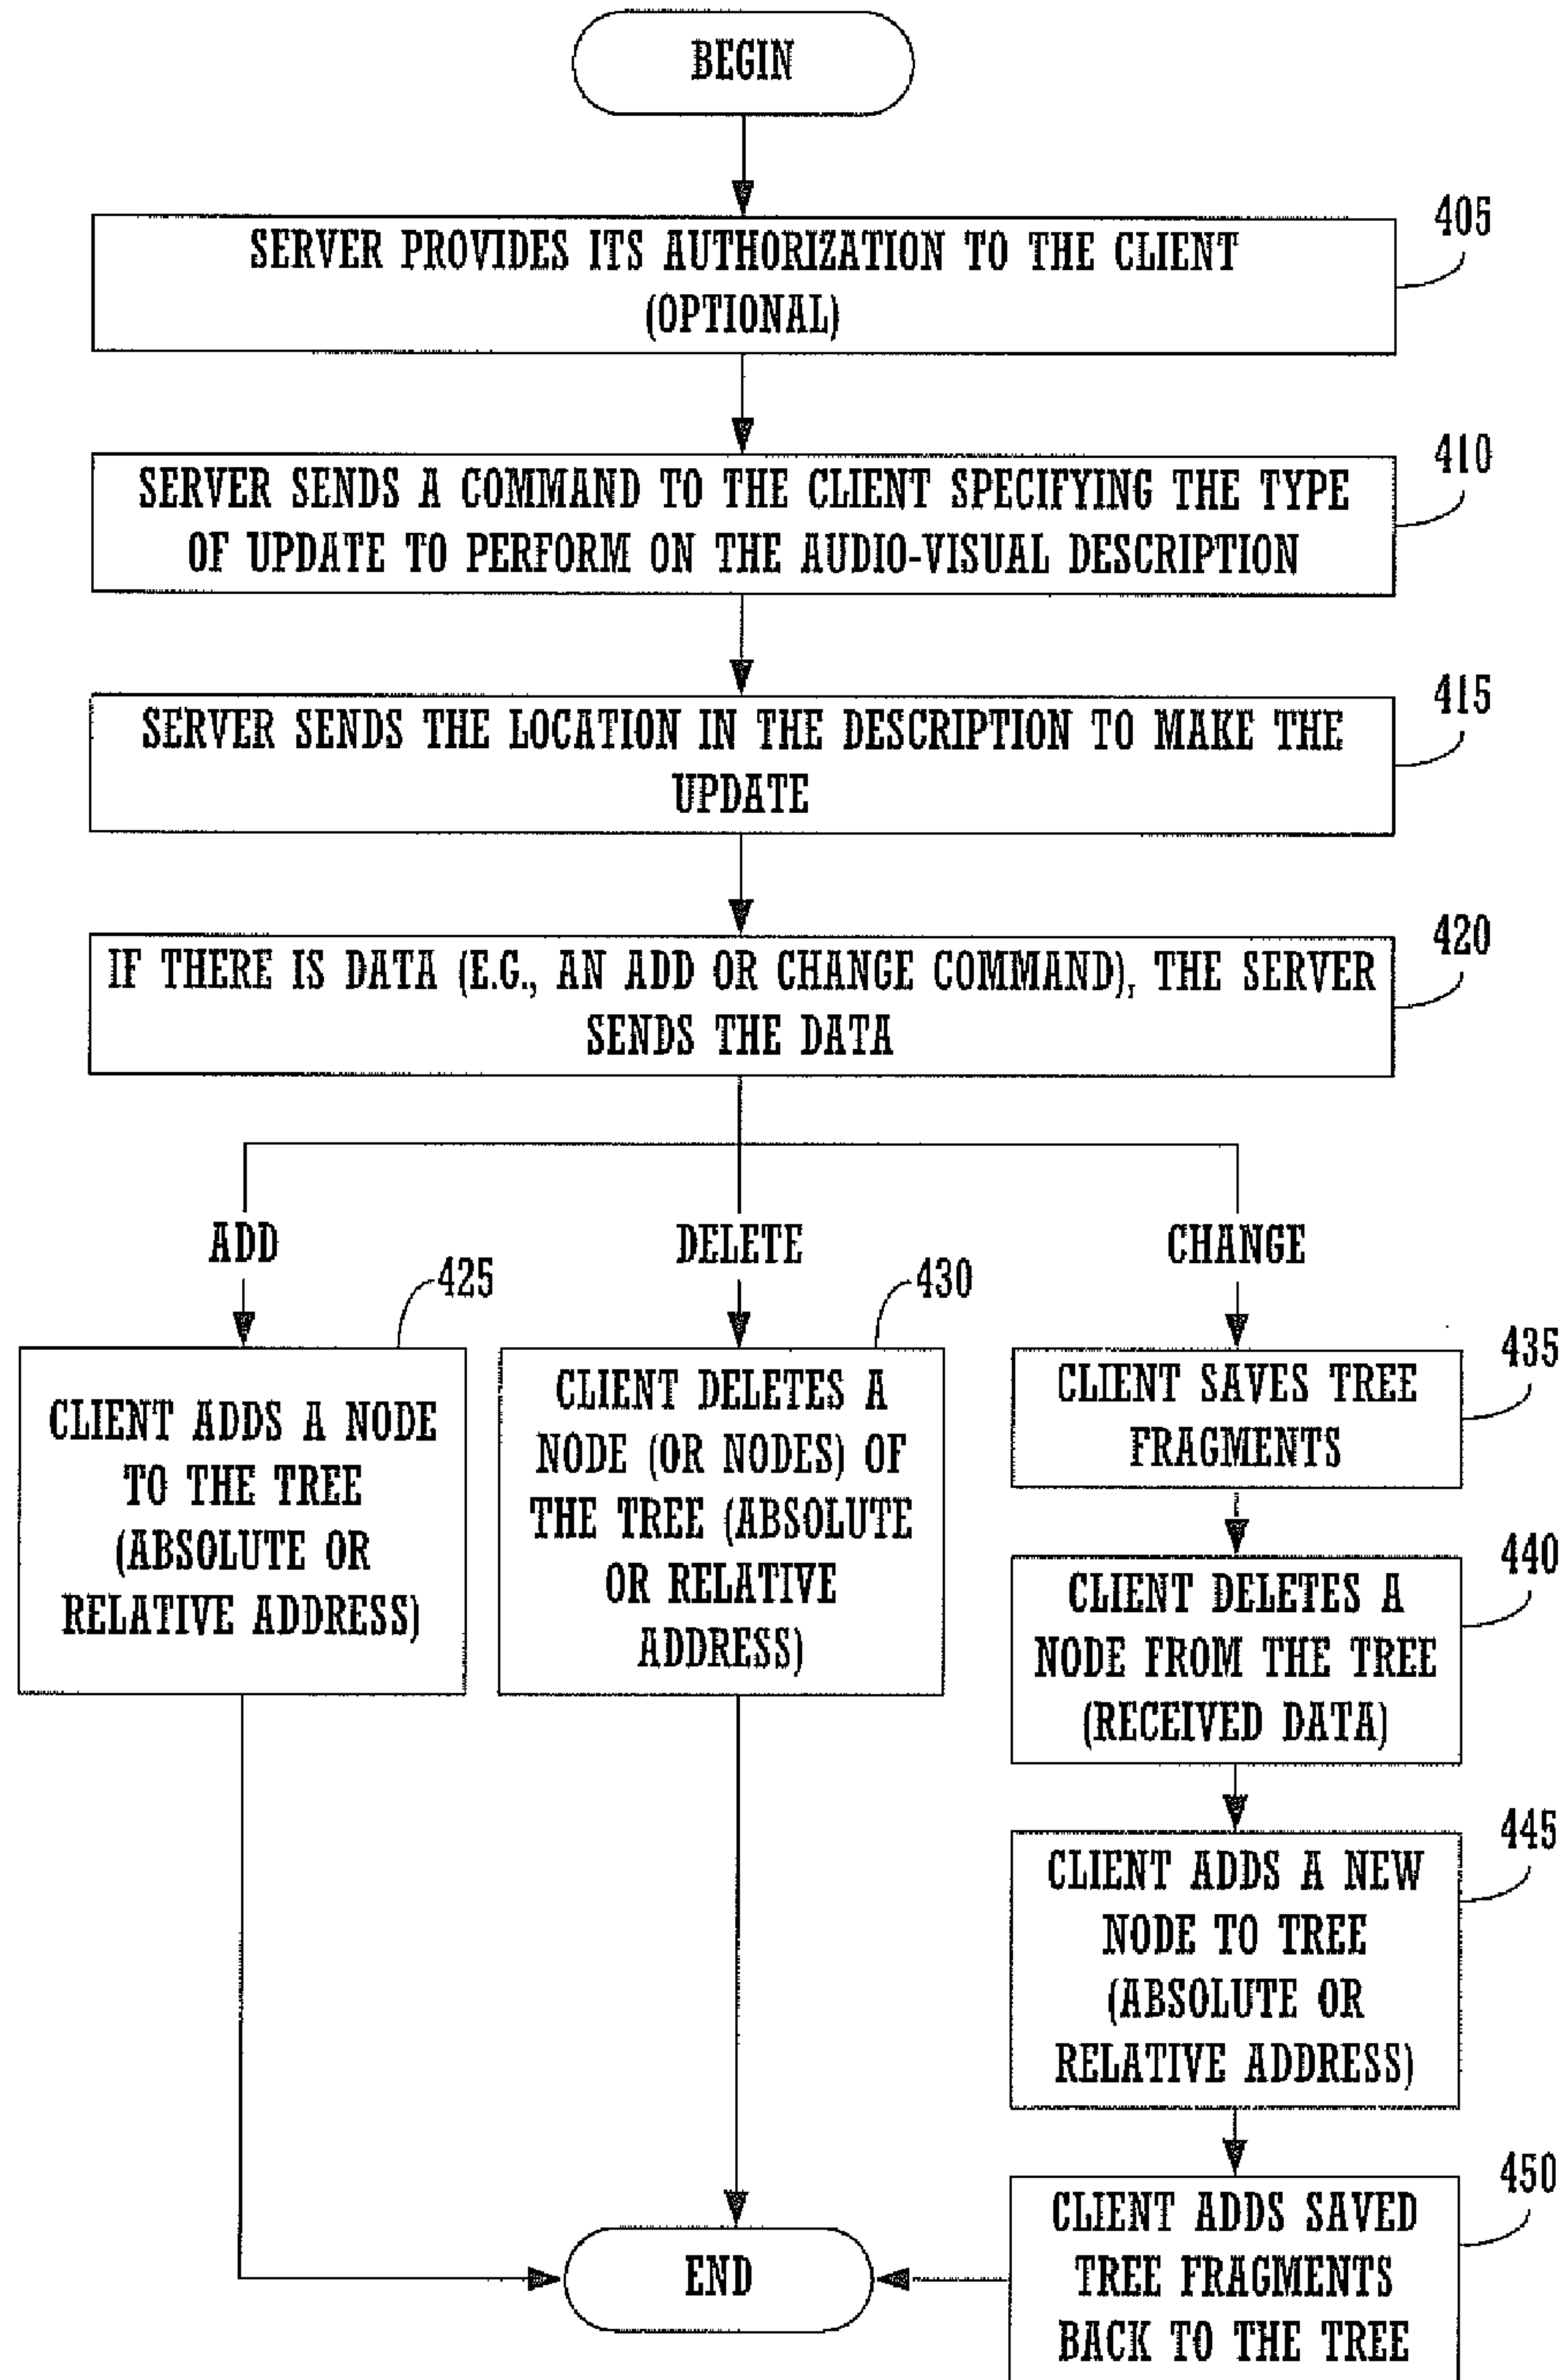 BEGIN
405
SERVER PROVIDES ITS AUTHORIZATION TO THE CLIENT
(OPTIONAL)
410
SERVER SENDS A COMMAND TO THE CLIENT SPECIFYING THE TYPE
OF UPDATE TO PERFORM ON THE AUDIO-VISUAL DESCRIPTION
415
SERVER SENDS THE LOCATION IN THE DESCRIPTION TO MAKE THE
UPDATE
420
IF THERE IS DATA (E.G., AN ADD OR CHANGE COMMAND), THE SERVER
SENDS THE DATA
ADD
425
CLIENT ADDS A NODE
TO THE TREE
(ABSOLUTE OR
RELATIVE ADDRESS)
DELETE
430
CLIENT DELETES A
NODE (OR NODES) OF
THE TREE (ABSOLUTE
OR RELATIVE
ADDRESS)
CHANGE
435
CLIENT SAVES TREE
FRAGMENTS
440
CLIENT DELETES A
NODE FROM THE TREE
(RECEIVED DATA)
445
CLIENT ADDS A NEW
NODE TO TREE
(ABSOLUTE OR
RELATIVE ADDRESS)
450
CLIENT ADDS SAVED
TREE FRAGMENTS
BACK TO THE TREE
END